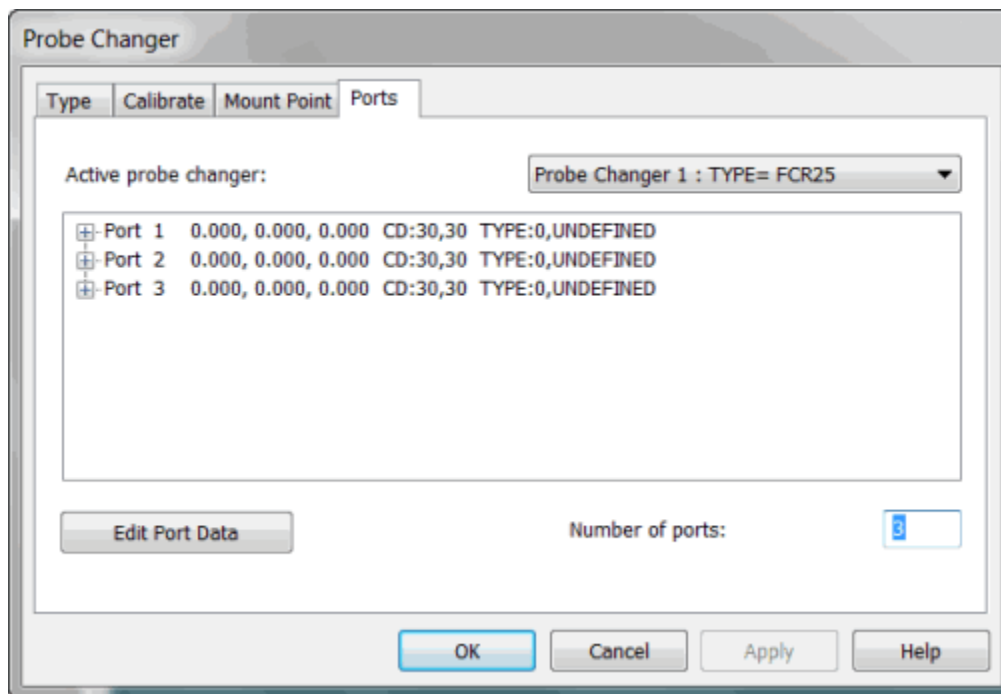 Probe Changer
Type Calibrate Mount Point Ports
Active probe changer: Probe Changer 1 : TYPE= FCR25
Port 1 0.000, 0.000, 0.000 CD:30,30 TYPE:0,UNDEFINED
Port 2 0.000, 0.000, 0.000 CD:30,30 TYPE:0,UNDEFINED
Port 3 0.000, 0.000, 0.000 CD:30,30 TYPE:0,UNDEFINED
Edit Port Data Number of ports: 3
OK Cancel Apply Help